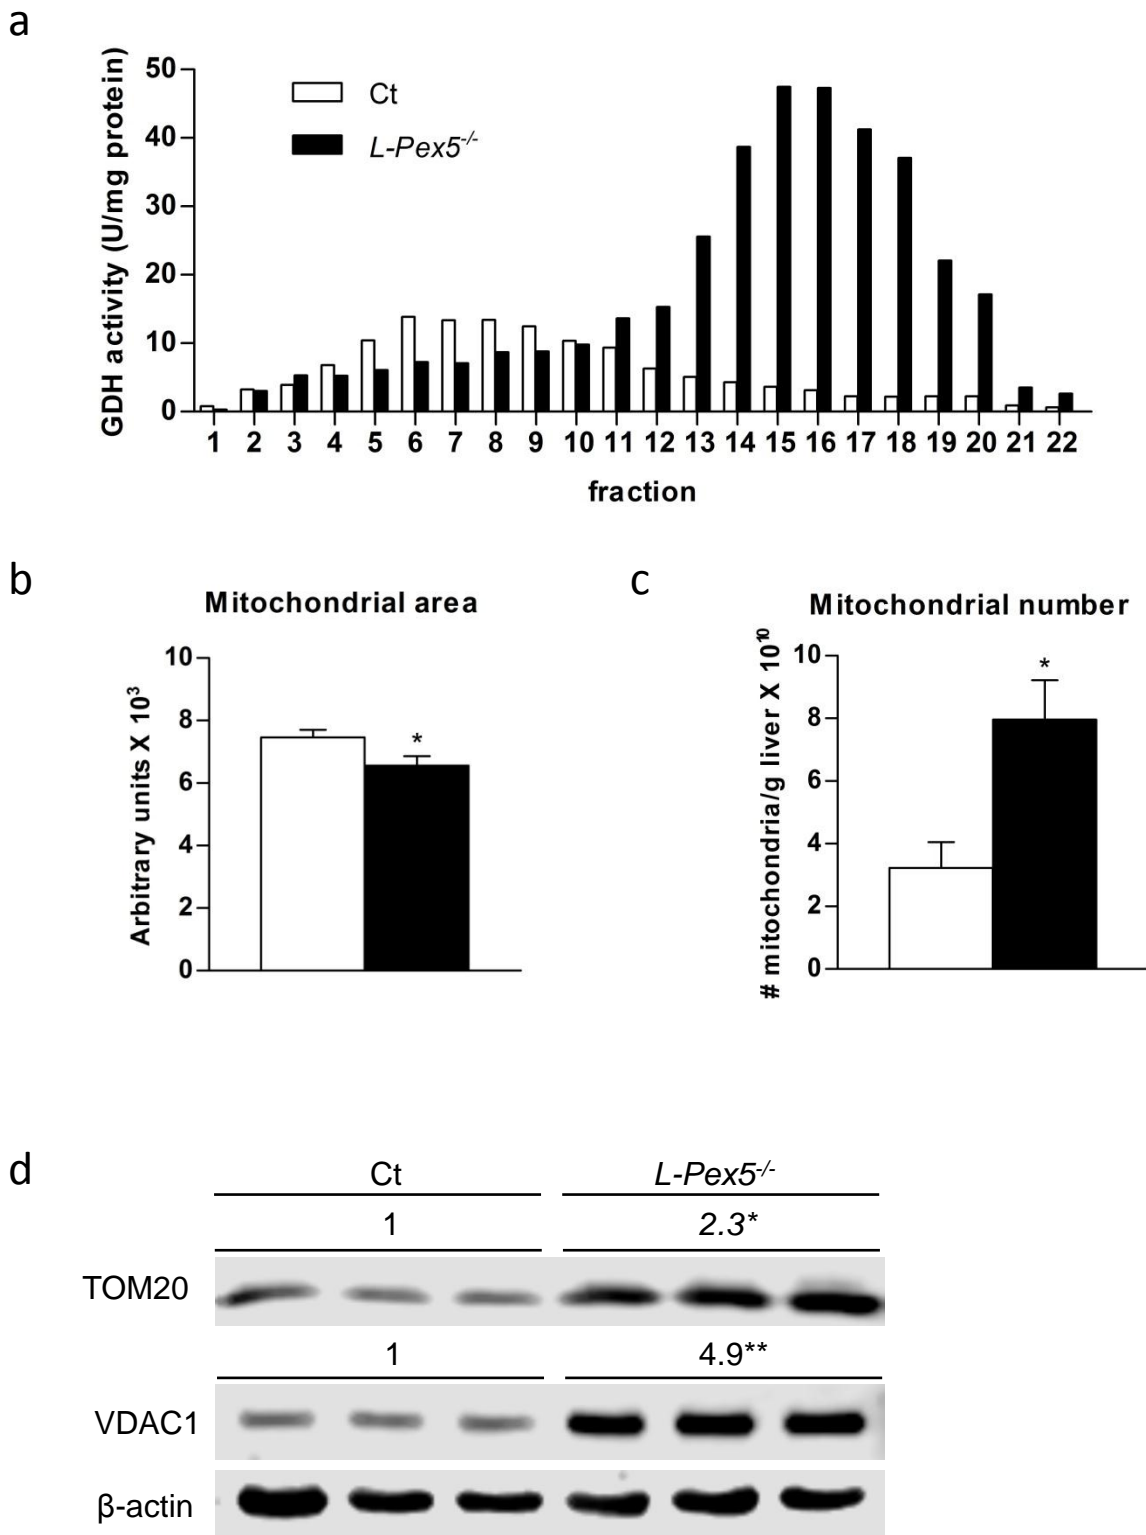 a
GDH activity (U/mg protein)
50
40
30
20
10
0
Ct
L-Pex5-/-
1 2 3 4 5 6 7 8 9 10 11 12 13 14 15 16 17 18 19 20 21 22
fraction
b
Mitochondrial area
Arbitrary units X 10³
10
8
6
4
2
0
*
c
Mitochondrial number
# mitochondria/g liver X 10¹⁰
10
8
6
4
2
0
*
d
Ct L-Pex5-/-
1 2.3*
TOM20
1 4.9**
VDAC1
β-actin